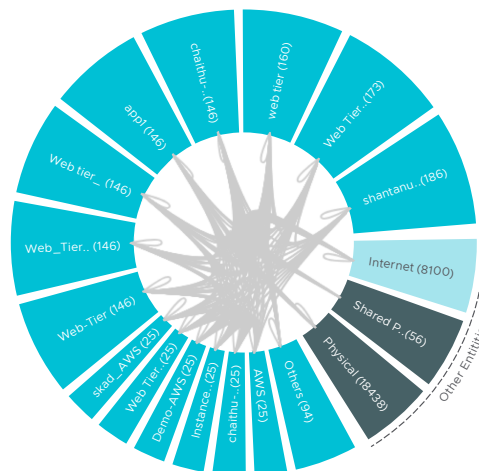 web tier (160)
Web Tier..(173)
shantanu..(186)
Internet (8100)
Shared P..(56)
Physical (18438)
Others (94)
AWS (25)
chaithu-..(25)
Instance..(25)
Demo-AWS (25)
Web Tier..(25)
skad_AWS (25)
Web-Tier (146)
Web_Tier.. (146)
Web tier_ (146)
app1 (146)
chaithu-..(146)
Other